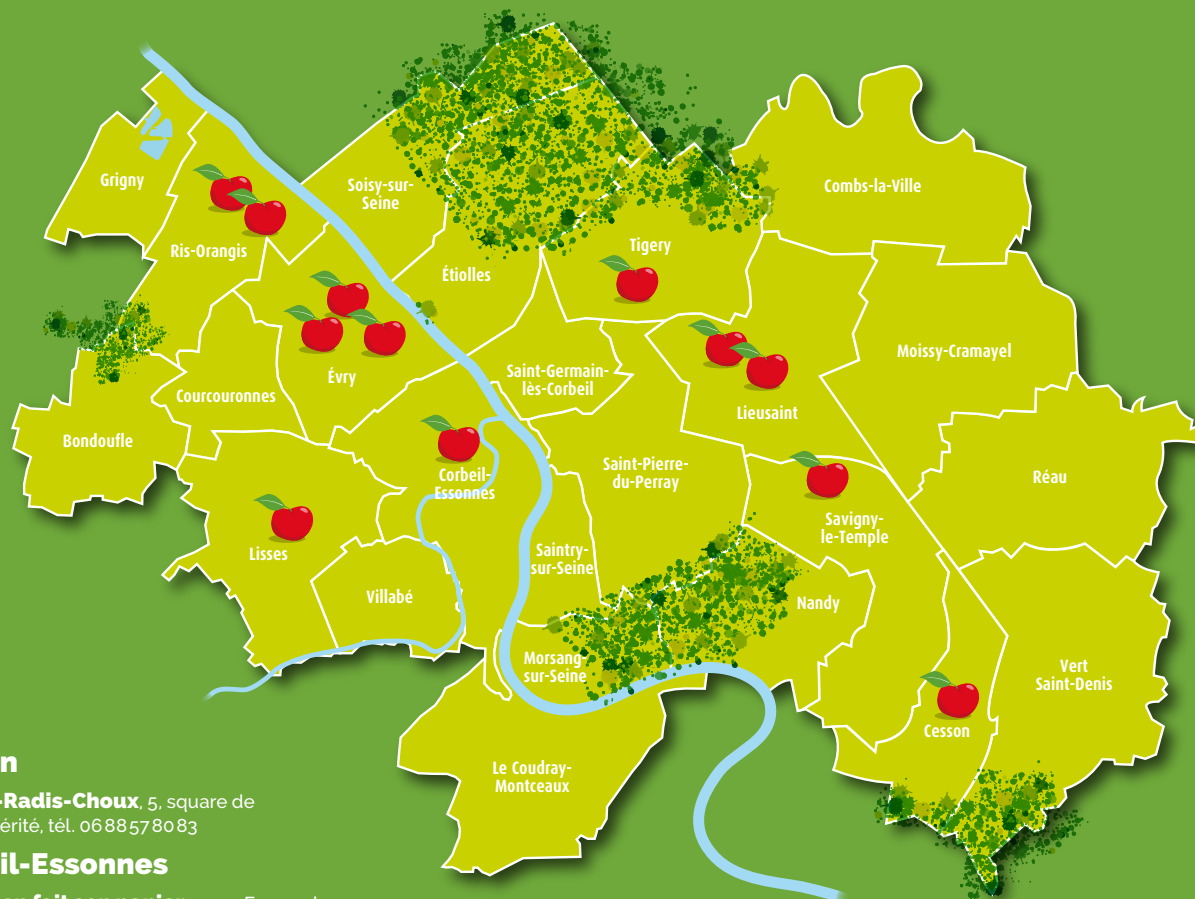 Combs-la-Ville
Grigny
Soisy-sur-
Seine
Ris-Orangis
Tigery
Étiolles
Moissy-Cramayel
Saint-Germain-
lès-Corbeil
Évry
Courcouronnes
Lieusaint
Bondoufle
Saint-Pierre-
du-Perray
Réau
Corbeil-
Essonnes
Savigny-
le-Temple
Lisses
Saintry-
sur-Seine
Villabé
Nandy
Morsang-
sur-Seine
Vert
Saint-Denis
Cesson
Le Coudray-
Montceaux
n
-Radis-Choux, 5, square de
érité, tél. 0688578083
il-Essonnes